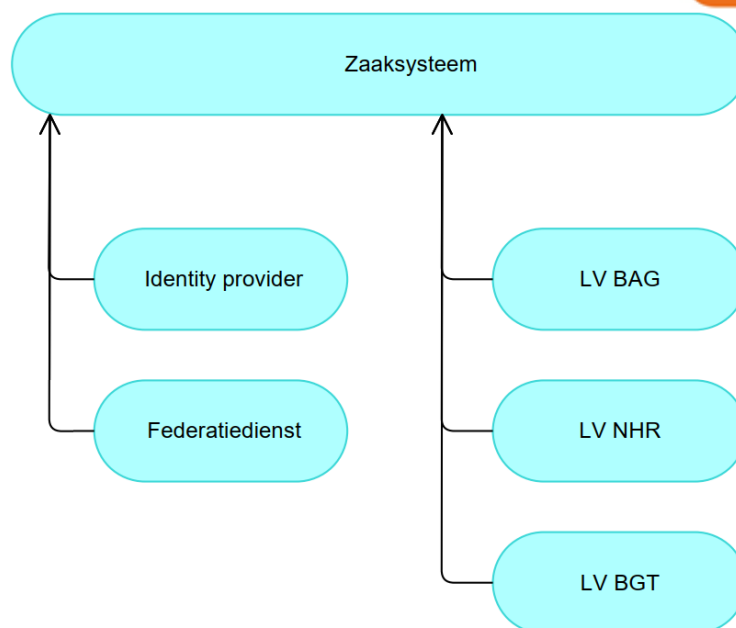 Zaaksysteem
Identity provider
LV BAG
Federatiedienst
LV NHR
LV BGT